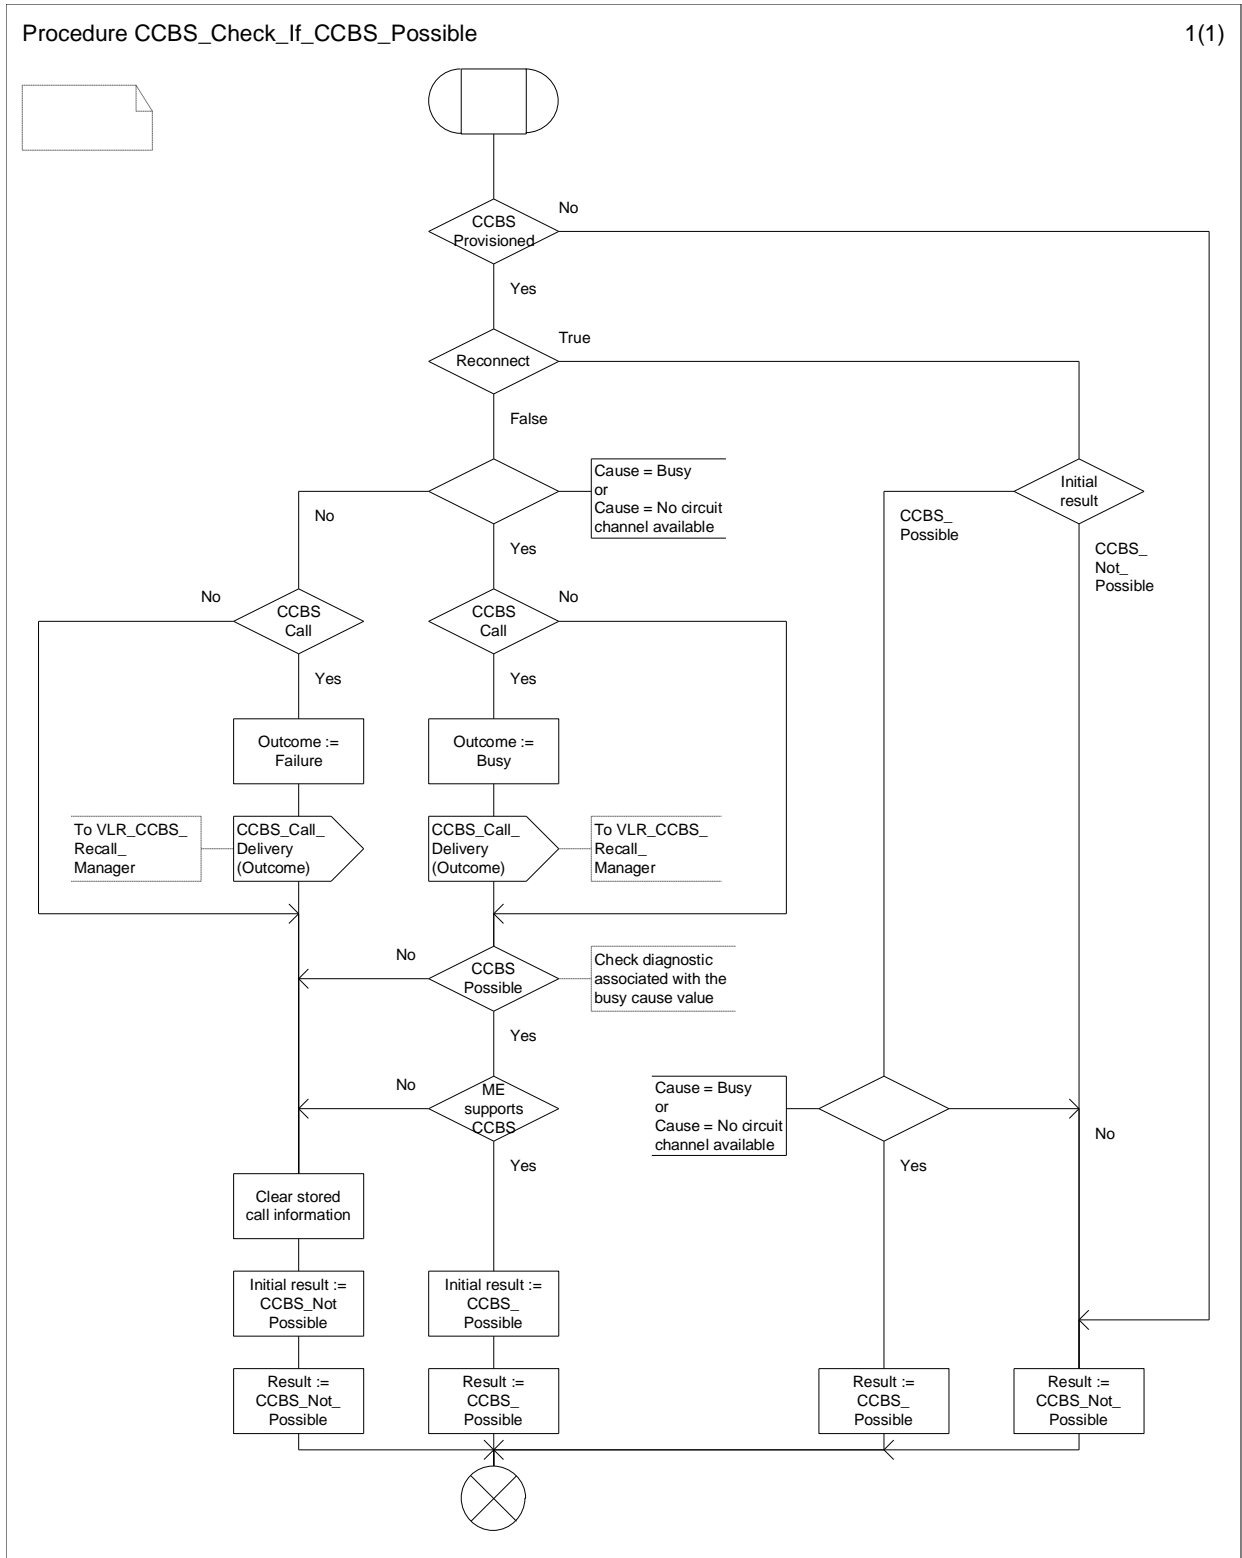 Procedure CCBS_Check_If_CCBS_Possible
1(1)
CCBS
Provisioned
No
Yes
Reconnect
True
False
Cause = Busy
or
Cause = No circuit
channel available
No
Yes
Initial
result
CCBS_
Possible
CCBS_
Not_
Possible
No
CCBS
Call
Yes
CCBS
Call
No
Yes
Outcome :=
Failure
Outcome :=
Busy
To VLR_CCBS_
Recall_
Manager
CCBS_Call_
Delivery
(Outcome)
CCBS_Call_
Delivery
(Outcome)
To VLR_CCBS_
Recall_
Manager
No
CCBS
Possible
Check diagnostic
associated with the
busy cause value
Yes
No
ME
supports
CCBS
Yes
Cause = Busy
or
Cause = No circuit
channel available
No
Yes
Clear stored
call information
Initial result :=
CCBS_Not
Possible
Initial result :=
CCBS_
Possible
Result :=
CCBS_Not_
Possible
Result :=
CCBS_
Possible
Result :=
CCBS_
Possible
Result :=
CCBS_Not_
Possible